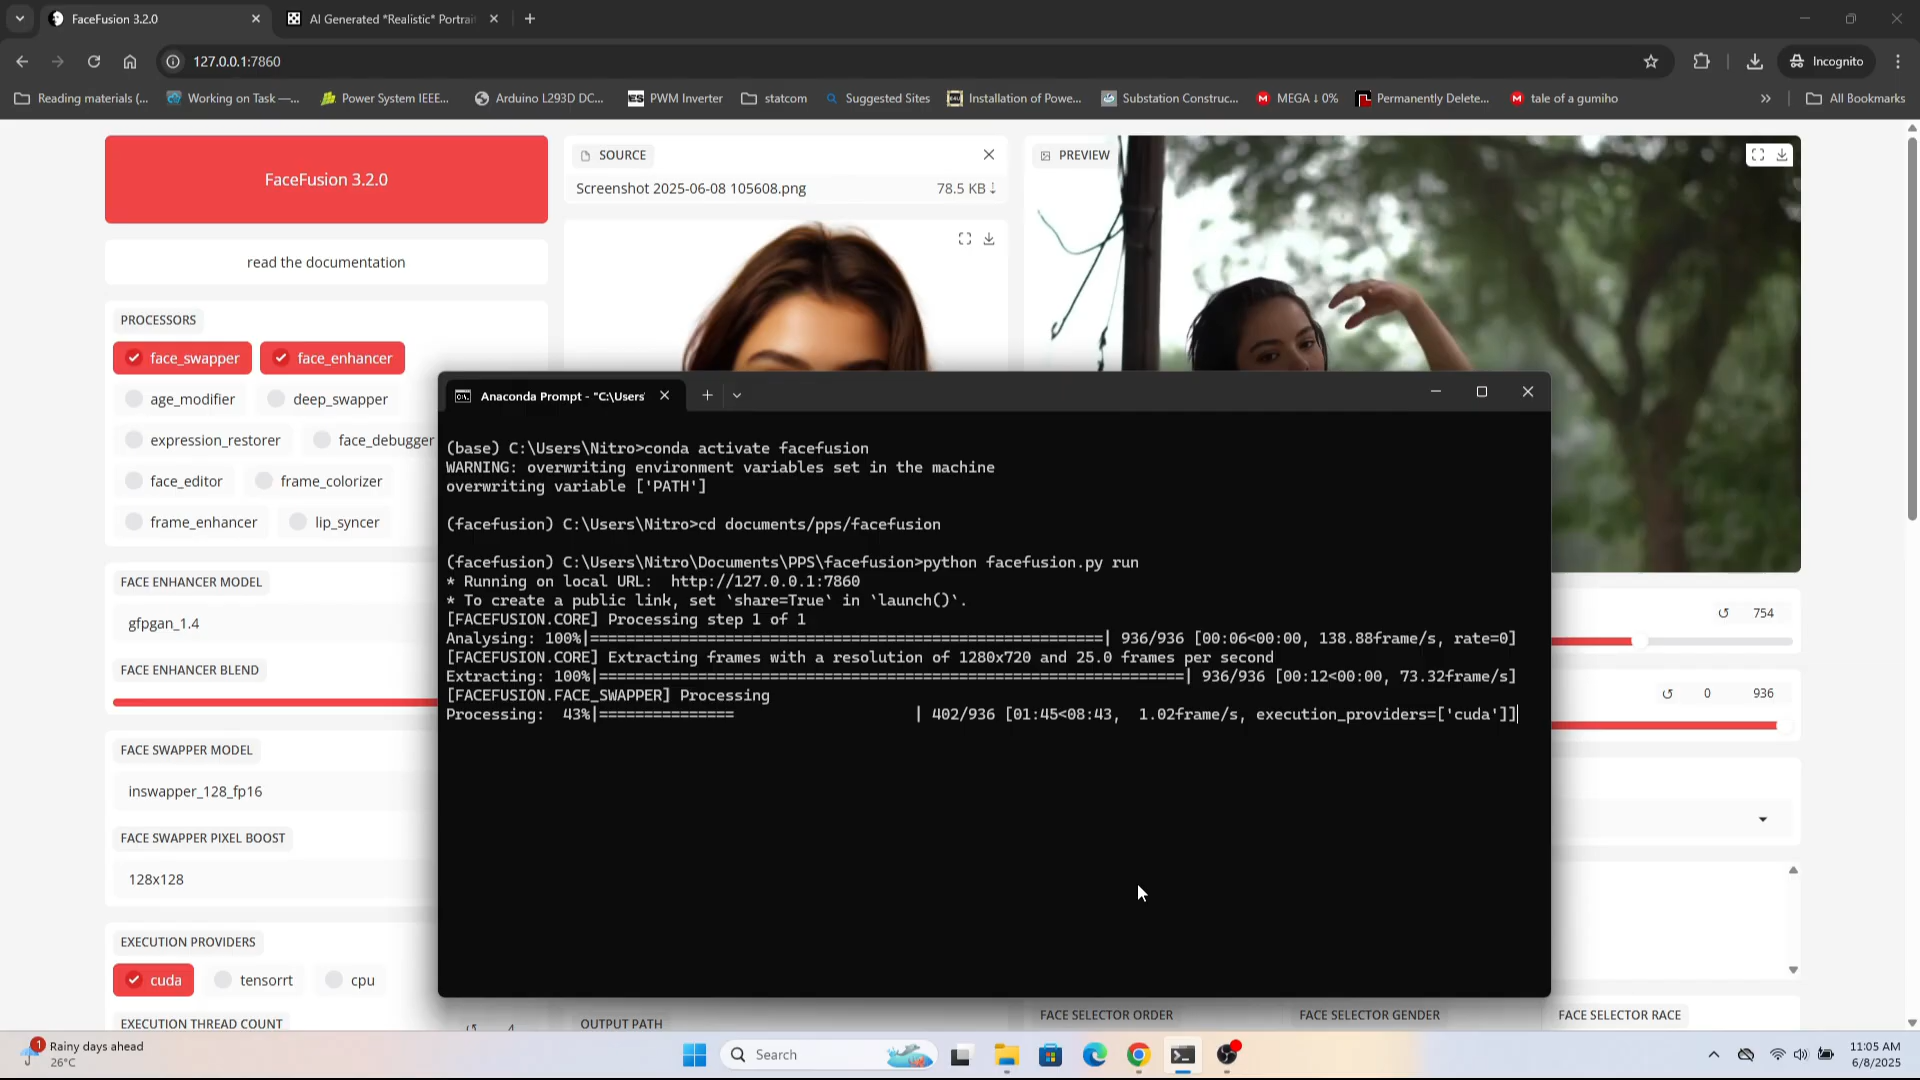 FaceFusion 3.2.0
AI Generated *Realistic* Portrai
127.0.0.1:7860
Incognito
Reading materials (...
Working on Task —...
Power System IEEE...
Arduino L293D DC...
PWM Inverter
statcom
Suggested Sites
Installation of Powe...
Substation Construc...
MEGA ↓ 0%
Permanently Delete...
tale of a gumiho
»
All Bookmarks
FaceFusion 3.2.0
read the documentation
PROCESSORS
face_swapper
face_enhancer
age_modifier
deep_swapper
expression_restorer
face_debugger
face_editor
frame_colorizer
frame_enhancer
lip_syncer
FACE ENHANCER MODEL
gfpgan_1.4
FACE ENHANCER BLEND
FACE SWAPPER MODEL
inswapper_128_fp16
FACE SWAPPER PIXEL BOOST
128x128
EXECUTION PROVIDERS
cuda
tensorrt
cpu
EXECUTION THREAD COUNT
4
SOURCE
Screenshot 2025-06-08 105608.png
78.5 KB ↓
OUTPUT PATH
PREVIEW
754
0
936
FACE SELECTOR ORDER
FACE SELECTOR GENDER
FACE SELECTOR RACE
Anaconda Prompt - "C:\Users\
(base) C:\Users\Nitro>conda activate facefusion
WARNING: overwriting environment variables set in the machine
overwriting variable ['PATH']
(facefusion) C:\Users\Nitro>cd documents/pps/facefusion
(facefusion) C:\Users\Nitro\Documents\PPS\facefusion>python facefusion.py run
* Running on local URL:  http://127.0.0.1:7860
* To create a public link, set `share=True` in `launch()`.
[FACEFUSION.CORE] Processing step 1 of 1
Analysing: 100%|===========================================================| 936/936 [00:06<00:00, 138.88frame/s, rate=0]
[FACEFUSION.CORE] Extracting frames with a resolution of 1280x720 and 25.0 frames per second
Extracting: 100%|===================================================================| 936/936 [00:12<00:00, 73.32frame/s]
[FACEFUSION.FACE_SWAPPER] Processing
Processing:  43%|===============                     | 402/936 [01:45<08:43,  1.02frame/s, execution_providers=['cuda']]
1
Rainy days ahead
26°C
Search
11:05 AM
6/8/2025